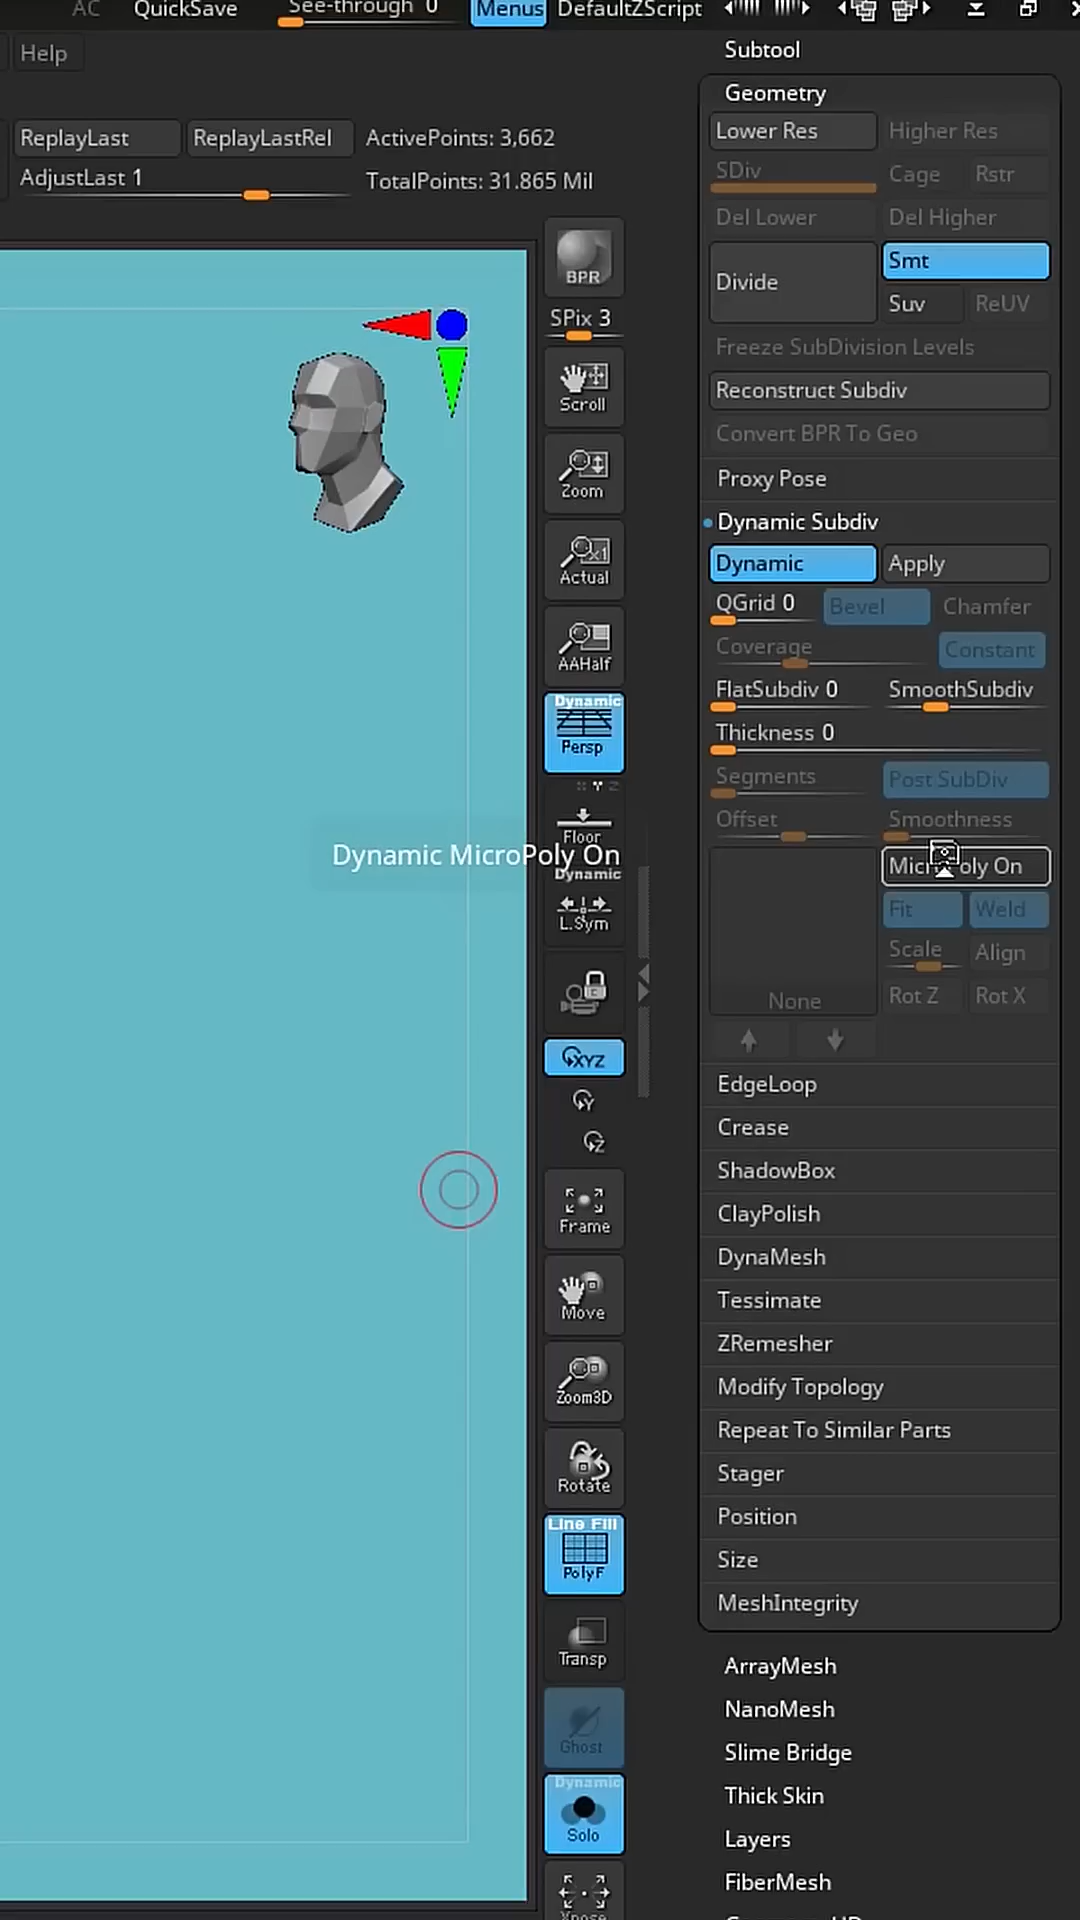 AC QuickSave See-through 0 Menus DefaultZScript
Help
ReplayLast ReplayLastRel ActivePoints: 3,662
AdjustLast 1 TotalPoints: 31.865 Mil
BPR
SPix 3
Scroll
Zoom
Actual
AAHalf
Dynamic
Persp
Floor
Dynamic MicroPoly On
Dynamic
L.Sym
XYZ
Y
Z
Frame
Move
Zoom3D
Rotate
Line Fill
PolyF
Transp
Ghost
Dynamic
Solo
Xpose
Subtool
Geometry
Lower Res Higher Res
SDiv Cage Rstr
Del Lower Del Higher
Divide Smt
Suv ReUV
Freeze SubDivision Levels
Reconstruct Subdiv
Convert BPR To Geo
Proxy Pose
Dynamic Subdiv
Dynamic Apply
QGrid 0 Bevel Chamfer
Coverage Constant
FlatSubdiv 0 SmoothSubdiv
Thickness 0
Segments Post SubDiv
Offset Smoothness
MicroPoly On
Fit Weld
Scale Align
None Rot Z Rot X
EdgeLoop
Crease
ShadowBox
ClayPolish
DynaMesh
Tessimate
ZRemesher
Modify Topology
Repeat To Similar Parts
Stager
Position
Size
MeshIntegrity
ArrayMesh
NanoMesh
Slime Bridge
Thick Skin
Layers
FiberMesh